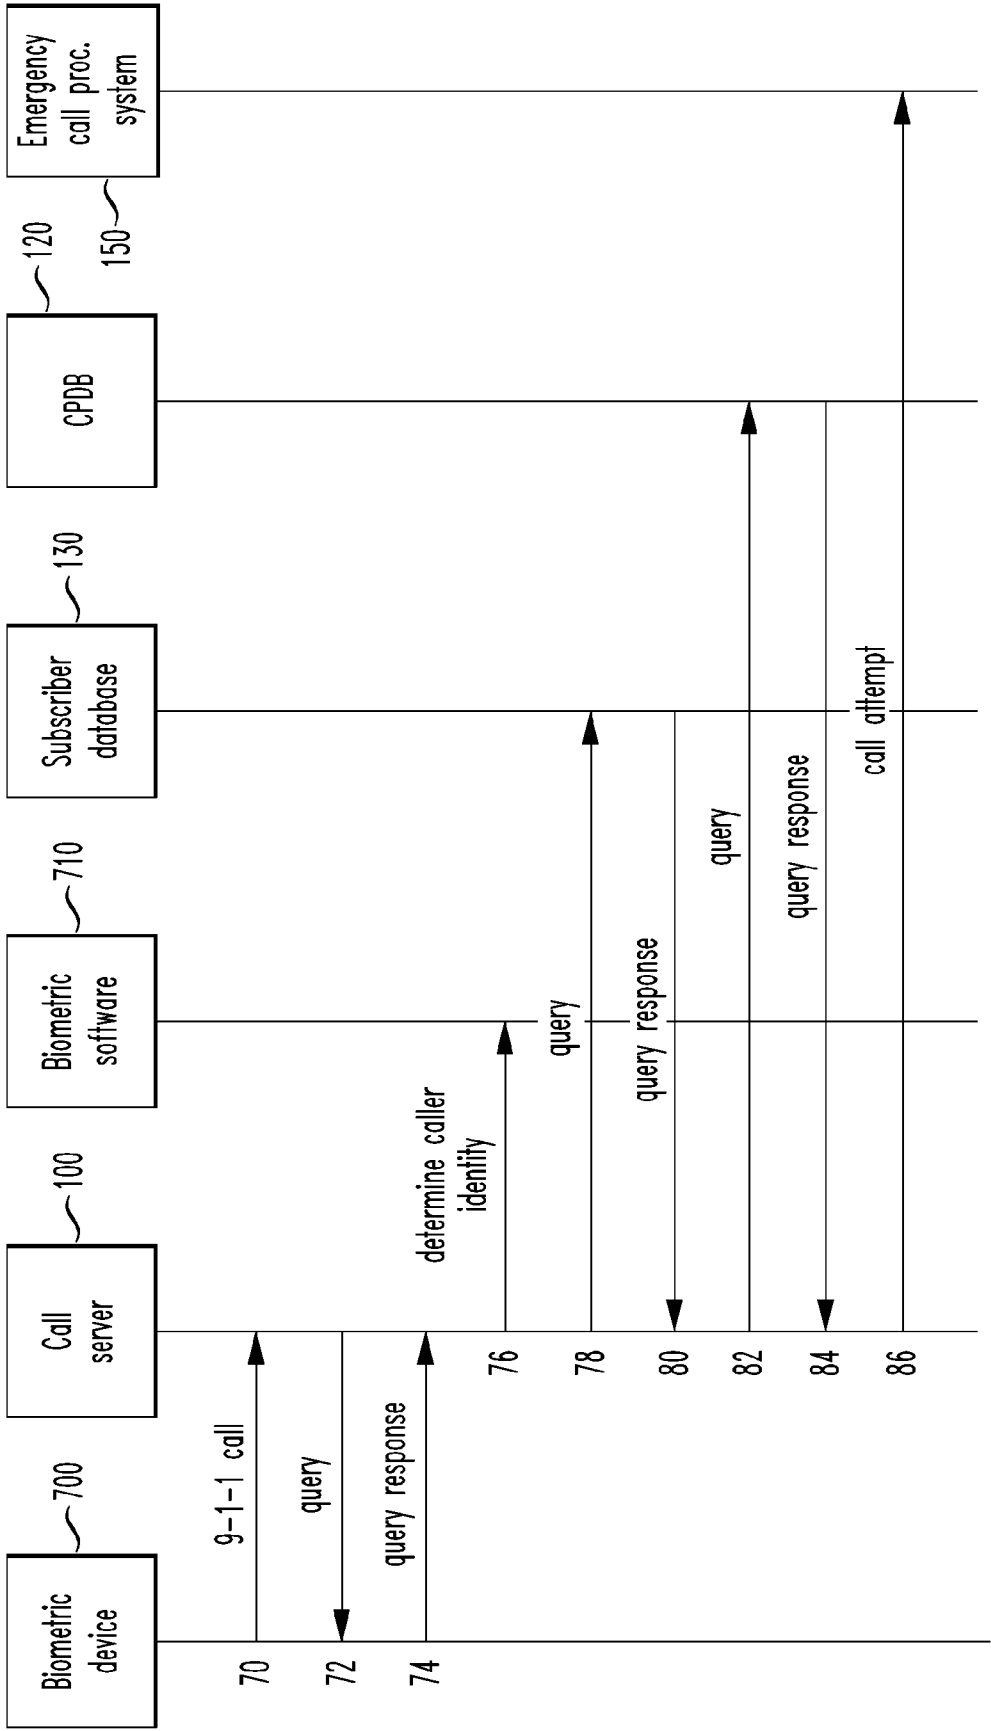 Biometric
device
700
Call
server
100
Biometric
software
710
Subscriber
database
130
CPDB
120
Emergency
call proc.
system
150
70
9-1-1 call
72
query
74
query response
76
determine caller
identity
78
query
80
query response
82
query
84
query response
86
call attempt